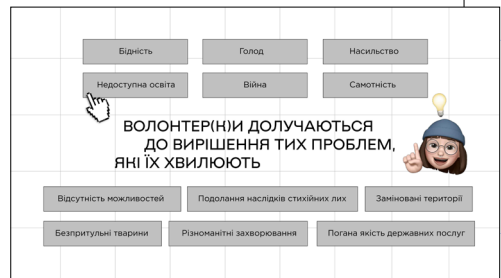 Бідність
Голод
Насильство
Недоступна освіта
Війна
Самотність
ВОЛОНТЕР(К)И ДОЛУЧАЮТЬСЯ
ДО ВИРІШЕННЯ ТИХ ПРОБЛЕМ,
ЯКІ ЇХ ХВИЛЮЮТЬ
Відсутність можливостей
Подолання наслідків стихійних лих
Заміновані території
Безпритульні тварини
Різноманітні захворювання
Погана якість державних послуг